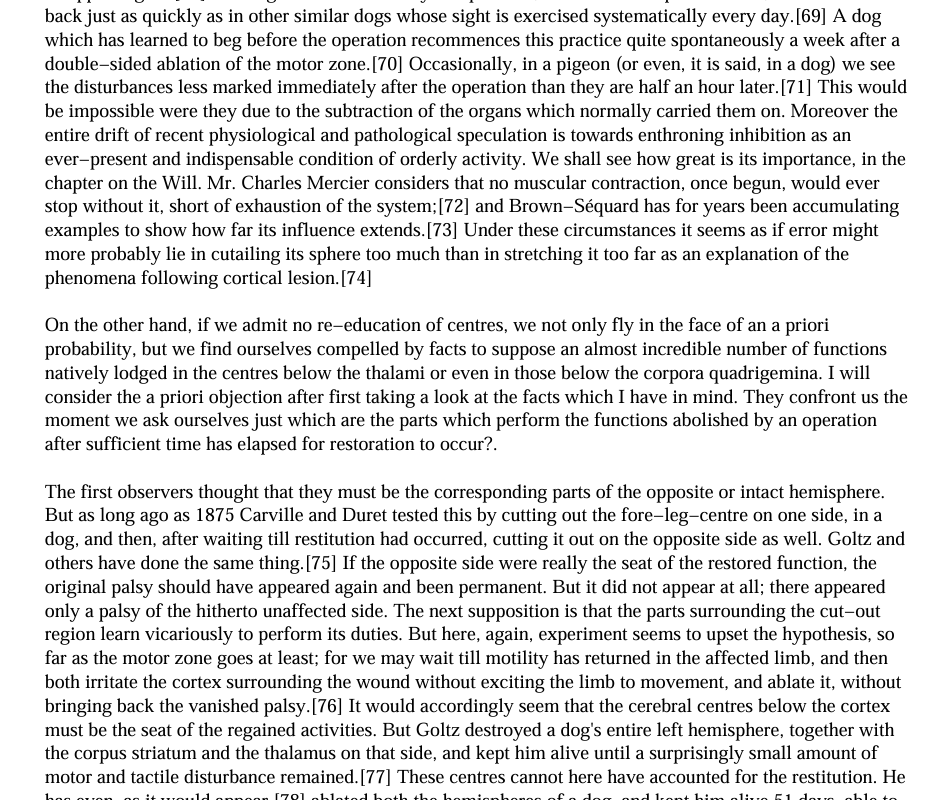 back just as quickly as in other similar dogs whose sight is exercised systematically every day.[69] A dog
which has learned to beg before the operation recommences this practice quite spontaneously a week after a
double−sided ablation of the motor zone.[70] Occasionally, in a pigeon (or even, it is said, in a dog) we see
the disturbances less marked immediately after the operation than they are half an hour later.[71] This would
be impossible were they due to the subtraction of the organs which normally carried them on. Moreover the
entire drift of recent physiological and pathological speculation is towards enthroning inhibition as an
ever−present and indispensable condition of orderly activity. We shall see how great is its importance, in the
chapter on the Will. Mr. Charles Mercier considers that no muscular contraction, once begun, would ever
stop without it, short of exhaustion of the system;[72] and Brown−Séquard has for years been accumulating
examples to show how far its influence extends.[73] Under these circumstances it seems as if error might
more probably lie in cutailing its sphere too much than in stretching it too far as an explanation of the
phenomena following cortical lesion.[74]
On the other hand, if we admit no re−education of centres, we not only fly in the face of an a priori
probability, but we find ourselves compelled by facts to suppose an almost incredible number of functions
natively lodged in the centres below the thalami or even in those below the corpora quadrigemina. I will
consider the a priori objection after first taking a look at the facts which I have in mind. They confront us the
moment we ask ourselves just which are the parts which perform the functions abolished by an operation
after sufficient time has elapsed for restoration to occur?.
The first observers thought that they must be the corresponding parts of the opposite or intact hemisphere.
But as long ago as 1875 Carville and Duret tested this by cutting out the fore−leg−centre on one side, in a
dog, and then, after waiting till restitution had occurred, cutting it out on the opposite side as well. Goltz and
others have done the same thing.[75] If the opposite side were really the seat of the restored function, the
original palsy should have appeared again and been permanent. But it did not appear at all; there appeared
only a palsy of the hitherto unaffected side. The next supposition is that the parts surrounding the cut−out
region learn vicariously to perform its duties. But here, again, experiment seems to upset the hypothesis, so
far as the motor zone goes at least; for we may wait till motility has returned in the affected limb, and then
both irritate the cortex surrounding the wound without exciting the limb to movement, and ablate it, without
bringing back the vanished palsy.[76] It would accordingly seem that the cerebral centres below the cortex
must be the seat of the regained activities. But Goltz destroyed a dog's entire left hemisphere, together with
the corpus striatum and the thalamus on that side, and kept him alive until a surprisingly small amount of
motor and tactile disturbance remained.[77] These centres cannot here have accounted for the restitution. He
has even, as it would appear,[78] ablated both the hemispheres of a dog, and kept him alive 51 days, able to